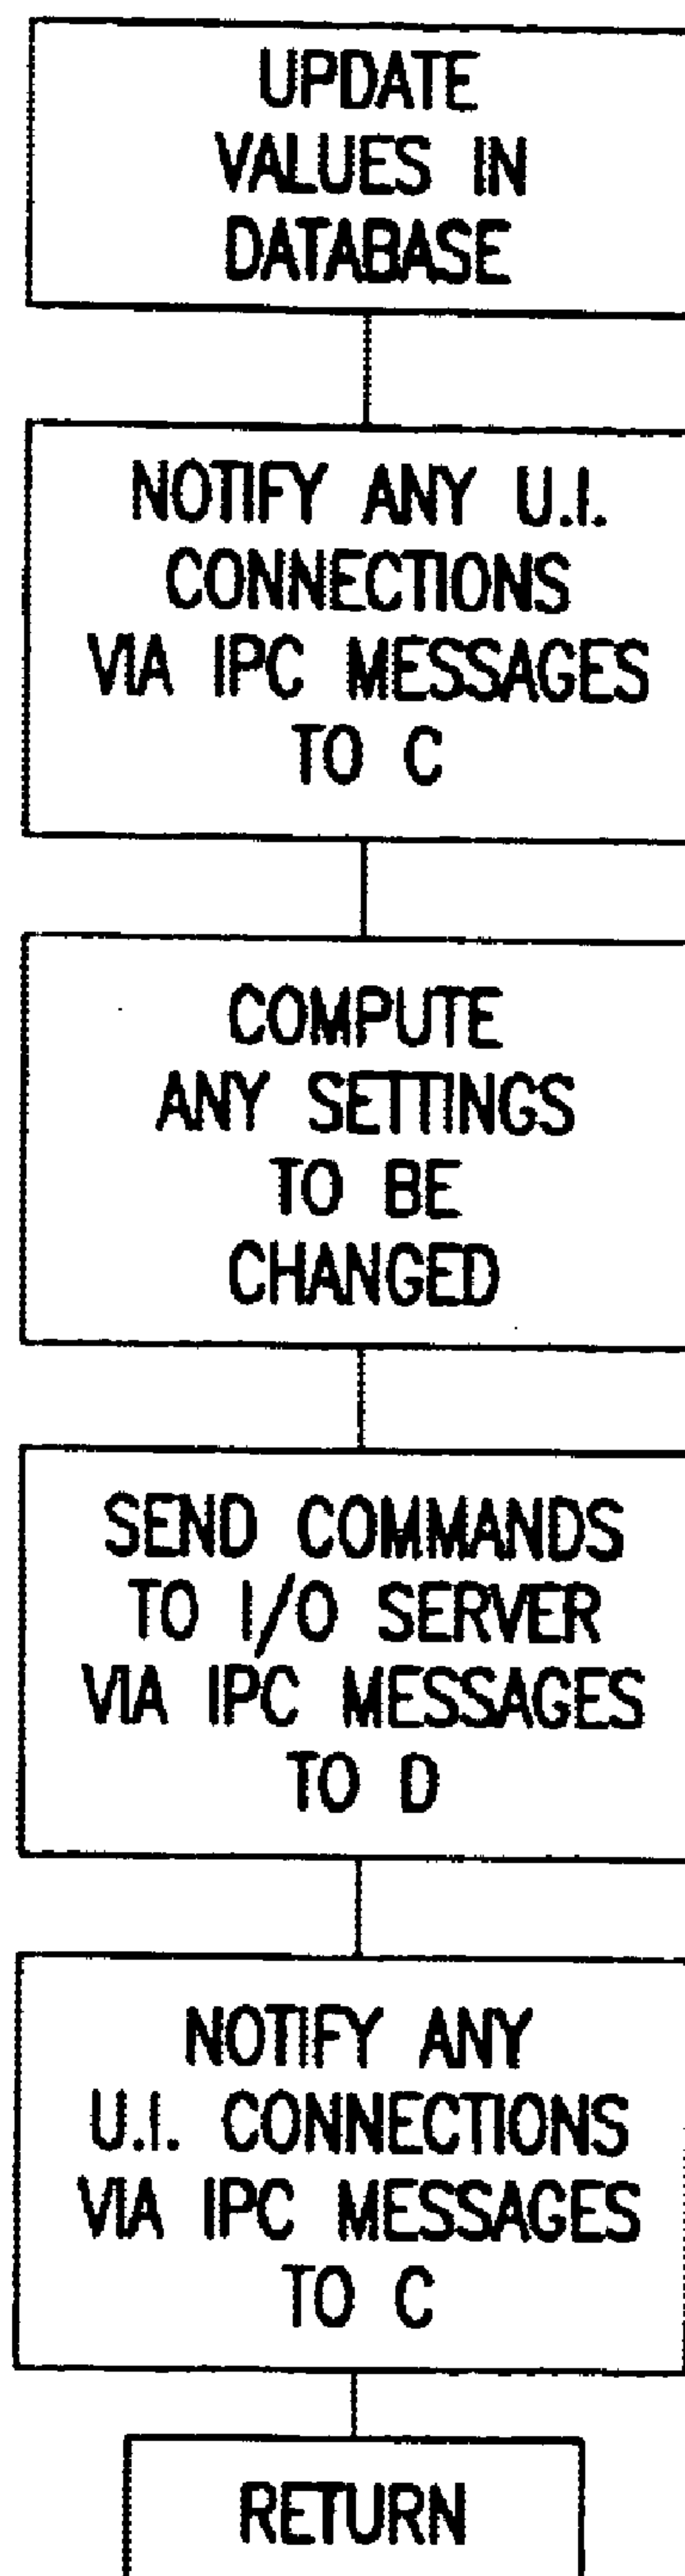 UPDATE
VALUES IN
DATABASE
NOTIFY ANY U.I.
CONNECTIONS
VIA IPC MESSAGES
TO C
COMPUTE
ANY SETTINGS
TO BE
CHANGED
SEND COMMANDS
TO I/O SERVER
VIA IPC MESSAGES
TO D
NOTIFY ANY
U.I. CONNECTIONS
VIA IPC MESSAGES
TO C
RETURN